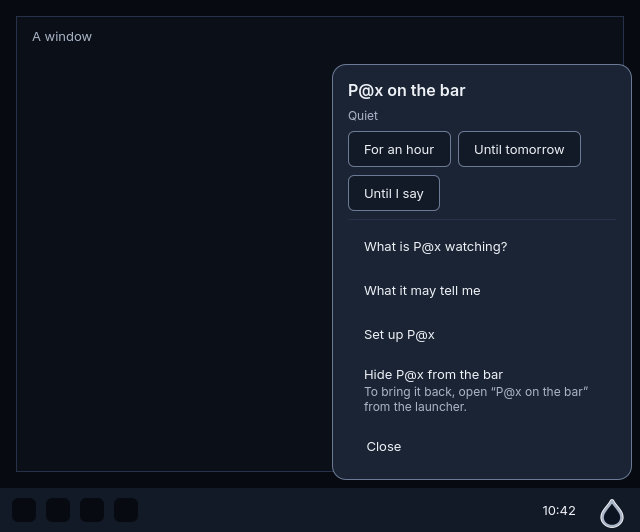 A window
P@x on the bar
Quiet
For an hour
Until tomorrow
Until I say
What is P@x watching?
What it may tell me
Set up P@x
Hide P@x from the bar
To bring it back, open “P@x on the bar”
from the launcher.
Close
10:42